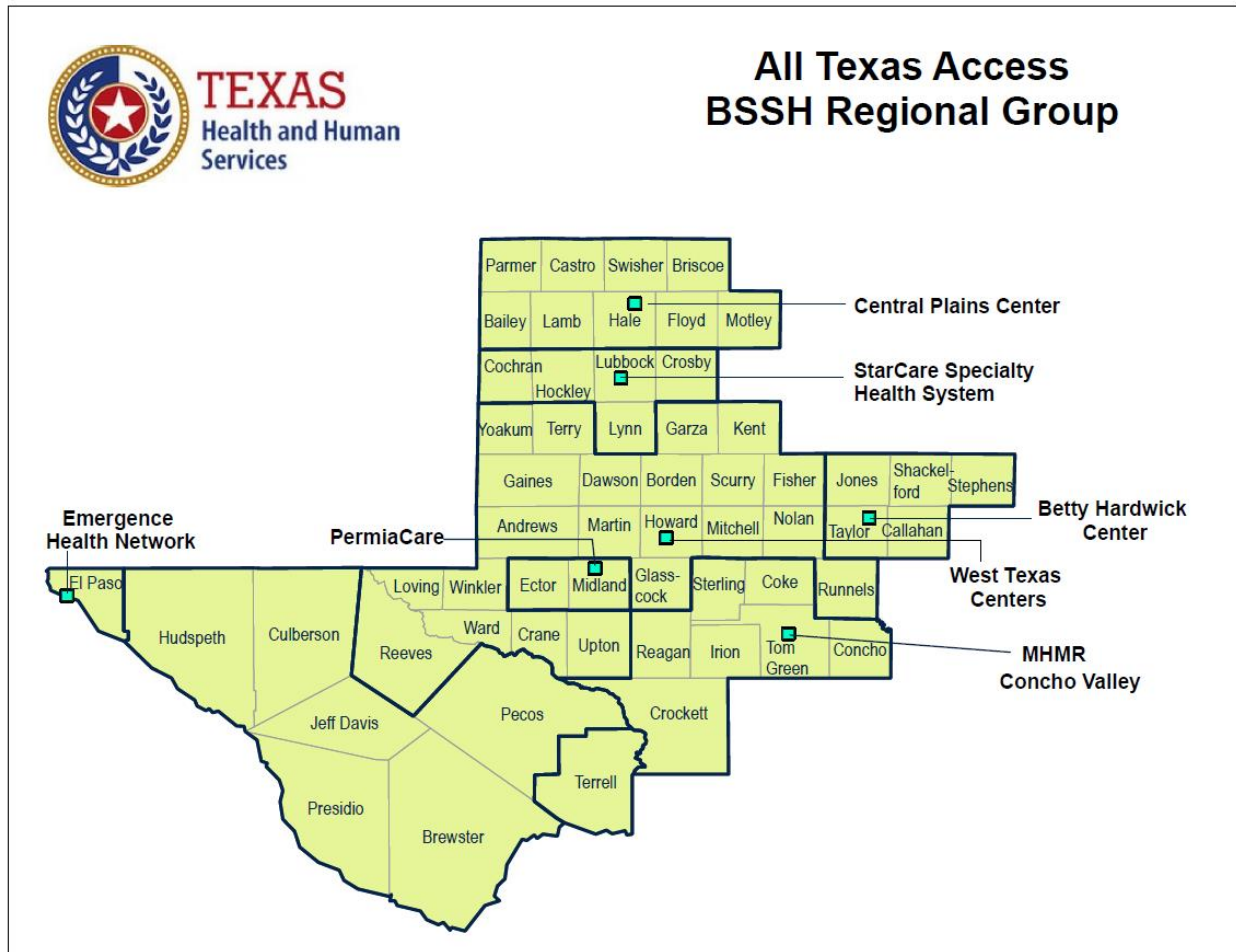 TEXAS
Health and Human
Services
All Texas Access
BSSH Regional Group
Parmer Castro Swisher Briscoe
Bailey Lamb Hale Floyd Motley
Central Plains Center
Cochran Hockley Lubbock Crosby
StarCare Specialty
Health System
Yoakum Terry Lynn Garza Kent
Gaines Dawson Borden Scurry Fisher Jones
Shackel-
ford
Stephens
Andrews Martin Howard Mitchell Nolan Taylor Callahan
Betty Hardwick
Center
Emergence
Health Network
PermiaCare
West Texas
Centers
El Paso Hudspeth Culberson
Loving Winkler Ector Midland
Glass-
cock
Sterling Coke Runnels
Reeves Ward Crane Upton Reagan Irion
Tom
Green
Concho
MHMR
Concho Valley
Jeff Davis Pecos Crockett
Presidio Brewster Terrell